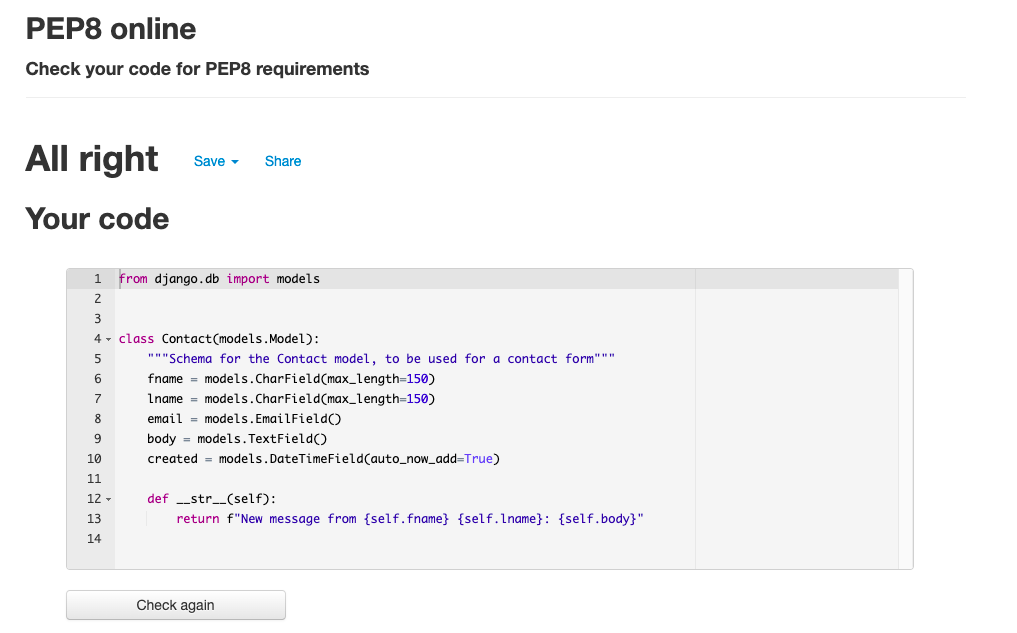 PEP8 online
Check your code for PEP8 requirements
All right Save Share
Your code
1 from django.db import models
2
3
4 class Contact(models.Model):
5     """Schema for the Contact model, to be used for a contact form"""
6     fname = models.CharField(max_length=150)
7     lname = models.CharField(max_length=150)
8     email = models.EmailField()
9     body = models.TextField()
10     created = models.DateTimeField(auto_now_add=True)
11
12     def __str__(self):
13         return f"New message from {self.fname} {self.lname}: {self.body}"
14
Check again